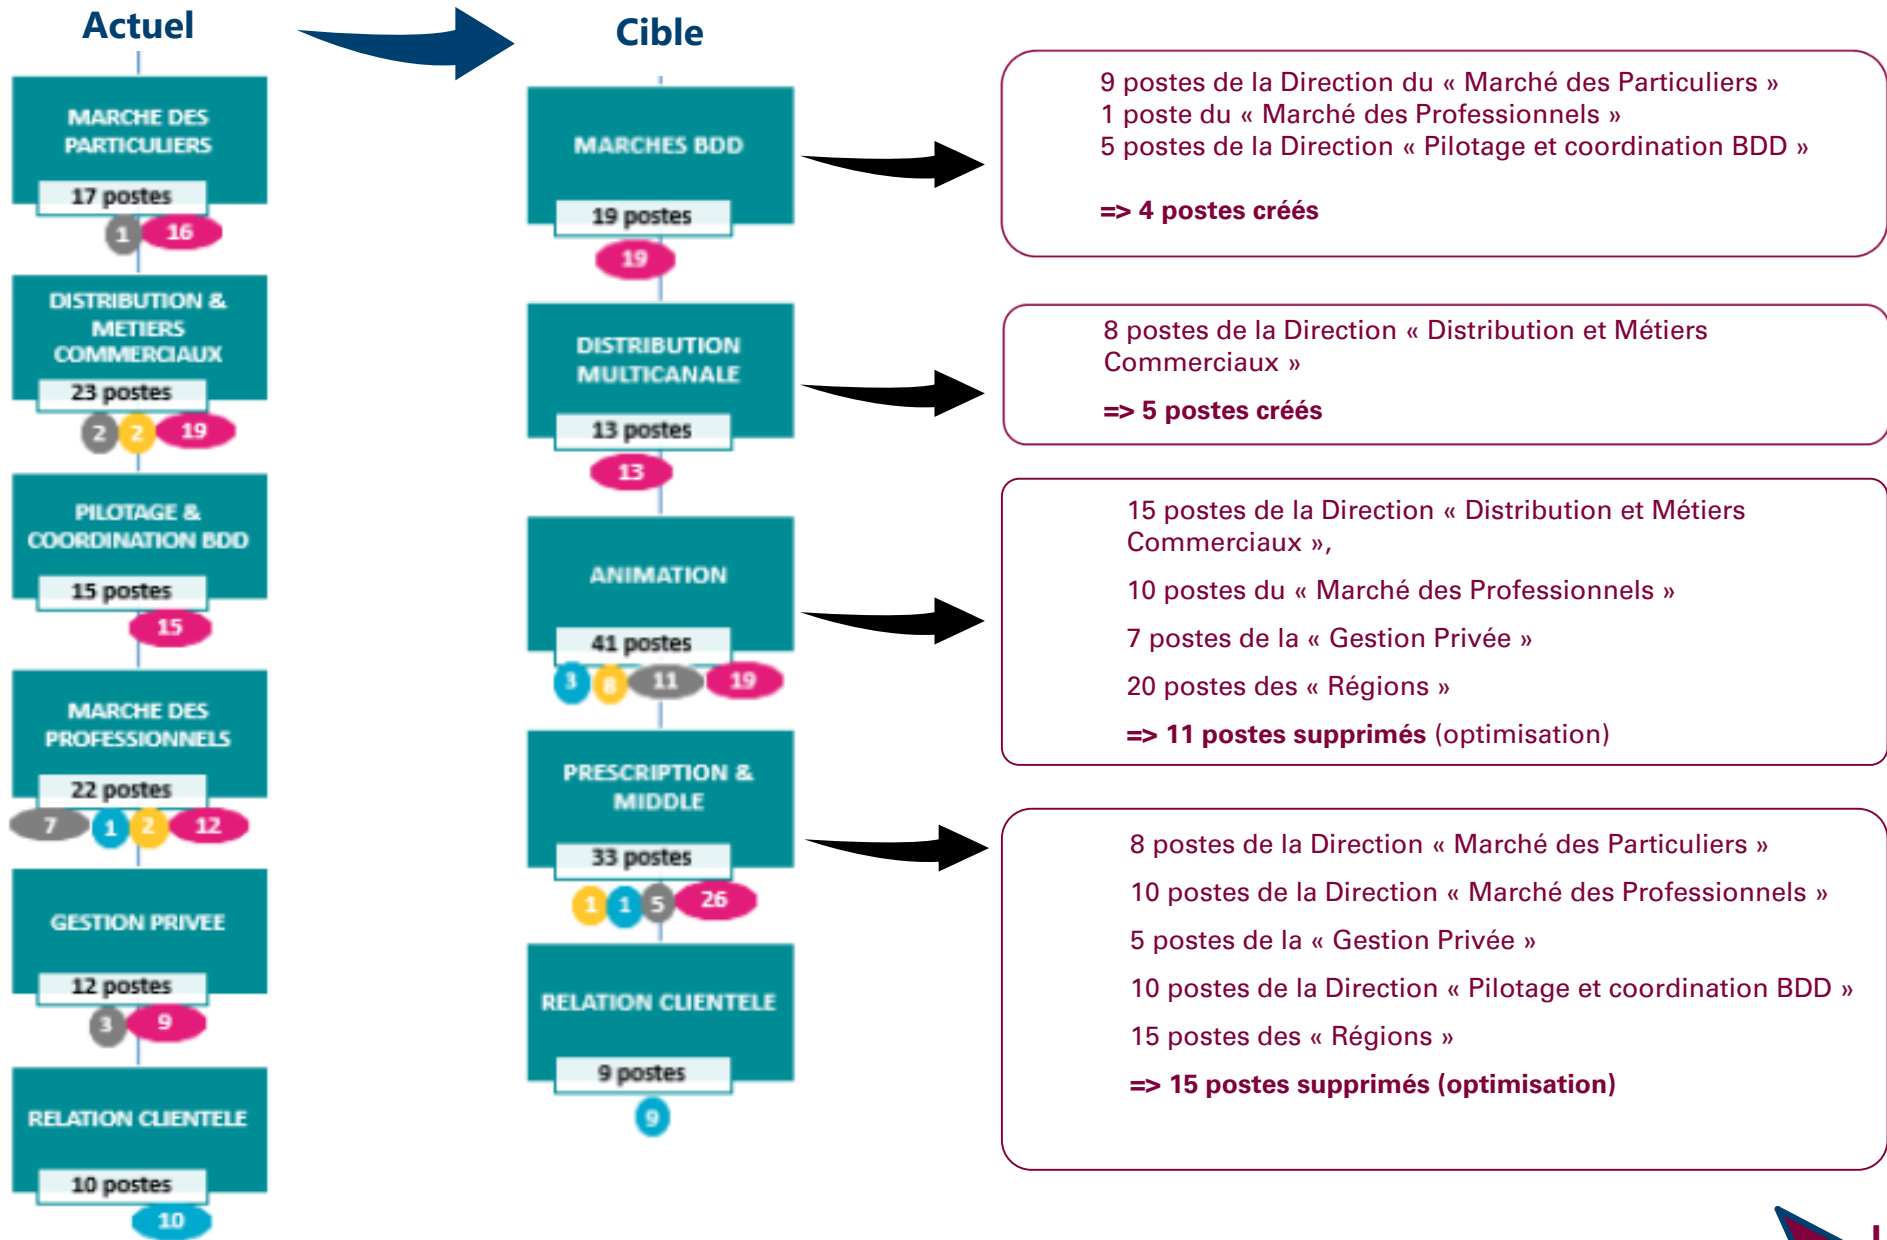 Actuel
MARCHE DES
PARTICULIERS
17 postes
1
16
DISTRIBUTION &
METIERS
COMMERCIAUX
23 postes
2
2
19
PILOTAGE &
COORDINATION BDD
15 postes
15
MARCHE DES
PROFESSIONNELS
22 postes
7
1
2
12
GESTION PRIVEE
12 postes
3
9
RELATION CLIENTELE
10 postes
10
Cible
MARCHES BDD
19 postes
19
DISTRIBUTION
MULTICANALE
13 postes
13
ANIMATION
41 postes
3
8
11
19
PRESCRIPTION &
MIDDLE
33 postes
1
1
5
26
RELATION CLIENTELE
9 postes
9
9 postes de la Direction du « Marché des Particuliers »
1 poste du « Marché des Professionnels »
5 postes de la Direction « Pilotage et coordination BDD »
=> 4 postes créés
8 postes de la Direction « Distribution et Métiers
Commerciaux »
=> 5 postes créés
15 postes de la Direction « Distribution et Métiers
Commerciaux »,
10 postes du « Marché des Professionnels »
7 postes de la « Gestion Privée »
20 postes des « Régions »
=> 11 postes supprimés (optimisation)
8 postes de la Direction « Marché des Particuliers »
10 postes de la Direction « Marché des Professionnels »
5 postes de la « Gestion Privée »
10 postes de la Direction « Pilotage et coordination BDD »
15 postes des « Régions »
=> 15 postes supprimés (optimisation)